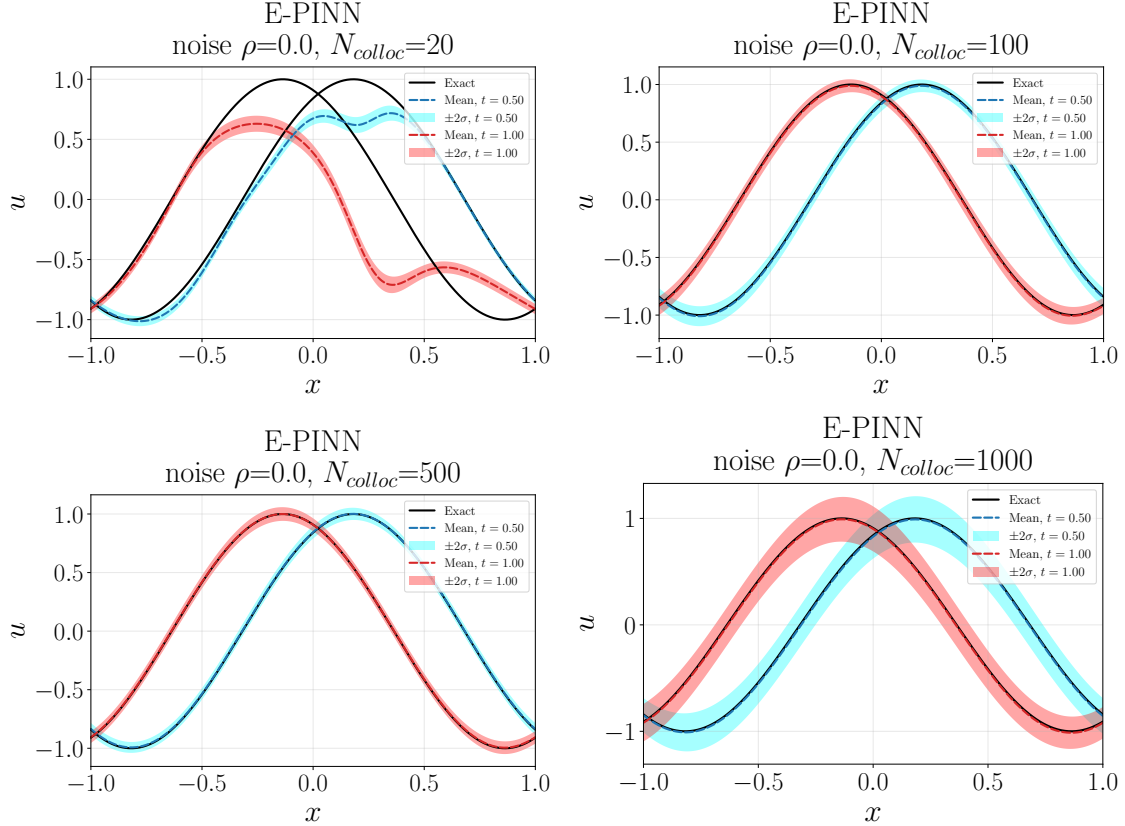 E-PINN
noise ρ=0.0, N_colloc=20
1.0
0.5
0.0
−0.5
−1.0
u
Exact
Mean, t = 0.50
±2σ, t = 0.50
Mean, t = 1.00
±2σ, t = 1.00
−1.0 −0.5 0.0 0.5 1.0
x
E-PINN
noise ρ=0.0, N_colloc=100
1.0
0.5
0.0
−0.5
−1.0
u
Exact
Mean, t = 0.50
±2σ, t = 0.50
Mean, t = 1.00
±2σ, t = 1.00
−1.0 −0.5 0.0 0.5 1.0
x
E-PINN
noise ρ=0.0, N_colloc=500
1.0
0.5
0.0
−0.5
−1.0
u
Exact
Mean, t = 0.50
±2σ, t = 0.50
Mean, t = 1.00
±2σ, t = 1.00
−1.0 −0.5 0.0 0.5 1.0
x
E-PINN
noise ρ=0.0, N_colloc=1000
1
0
−1
u
Exact
Mean, t = 0.50
±2σ, t = 0.50
Mean, t = 1.00
±2σ, t = 1.00
−1.0 −0.5 0.0 0.5 1.0
x